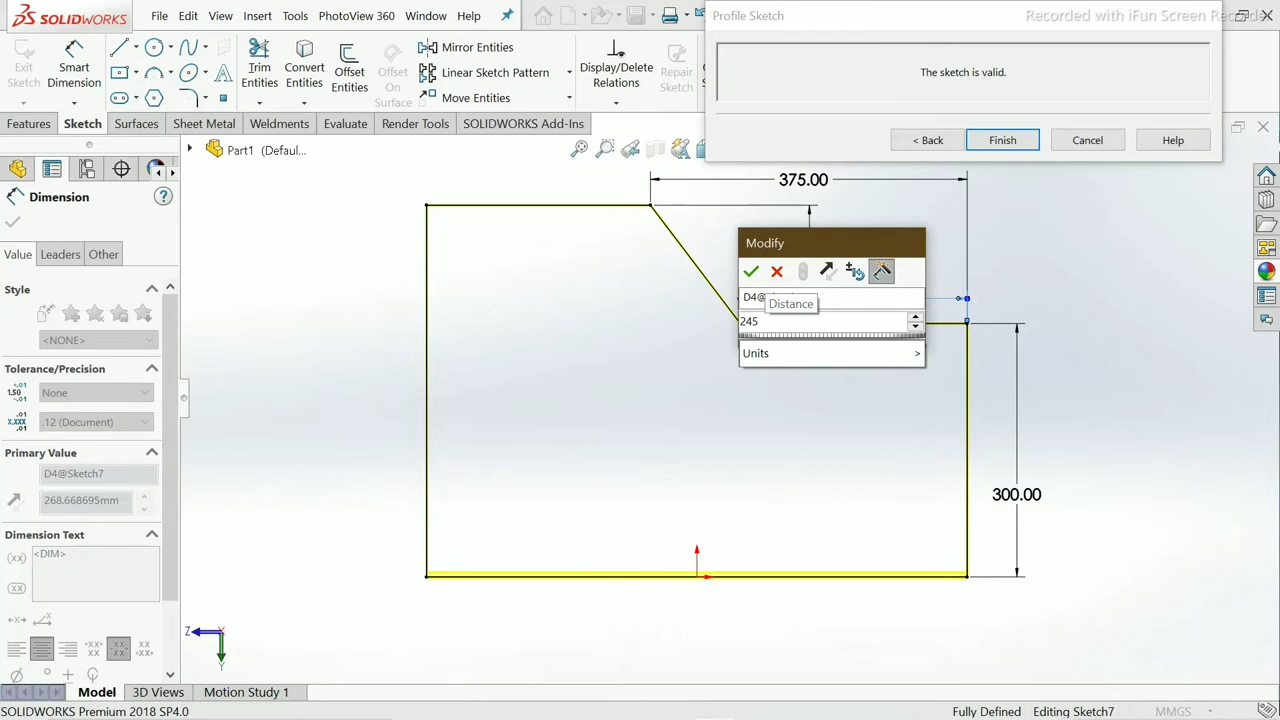 SOLIDWORKS
File Edit View Insert Tools PhotoView 360 Window Help
Profile Sketch
Recorded with iFun Screen Recorder
The sketch is valid.
< Back
Finish
Cancel
Help
Exit Sketch
Smart Dimension
Trim Entities
Convert Entities
Offset Entities
Offset On Surface
Mirror Entities
Linear Sketch Pattern
Move Entities
Display/Delete Relations
Repair Sketch
Features Sketch Surfaces Sheet Metal Weldments Evaluate Render Tools SOLIDWORKS Add-Ins
Part1 (Defaul...
Dimension
Value Leaders Other
Style
<NONE>
Tolerance/Precision
None
.12 (Document)
Primary Value
D4@Sketch7
268.668695mm
Dimension Text
<DIM>
375.00
Modify
D4@
Distance
245
Units >
300.00
Z
Y
Model 3D Views Motion Study 1
SOLIDWORKS Premium 2018 SP4.0
Fully Defined
Editing Sketch7
MMGS